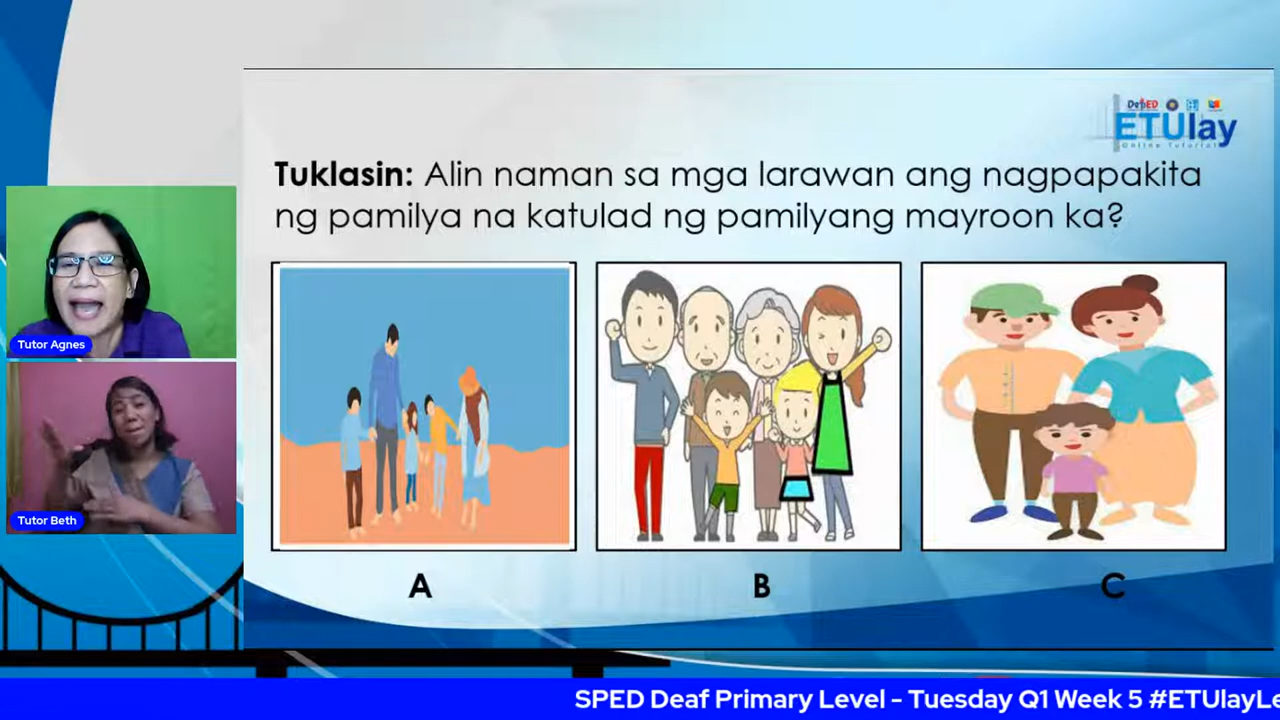 DepED
ETUlay
Online Tutorial
Tuklasin: Alin naman sa mga larawan ang nagpapakita
ng pamilya na katulad ng pamilyang mayroon ka?
Tutor Agnes
Tutor Beth
A
B
C
SPED Deaf Primary Level - Tuesday Q1 Week 5 #ETUlayLe